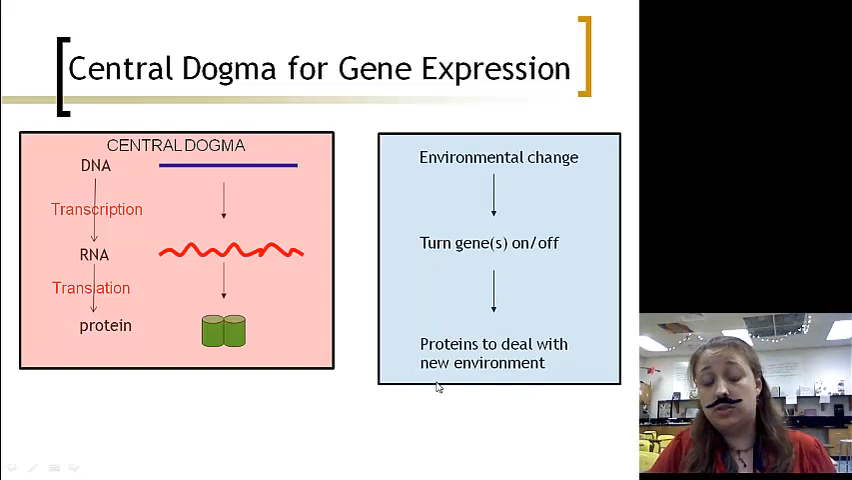 Central Dogma for Gene Expression
CENTRAL DOGMA
DNA
Transcription
RNA
Translation
protein
Environmental change
Turn gene(s) on/off
Proteins to deal with
new environment